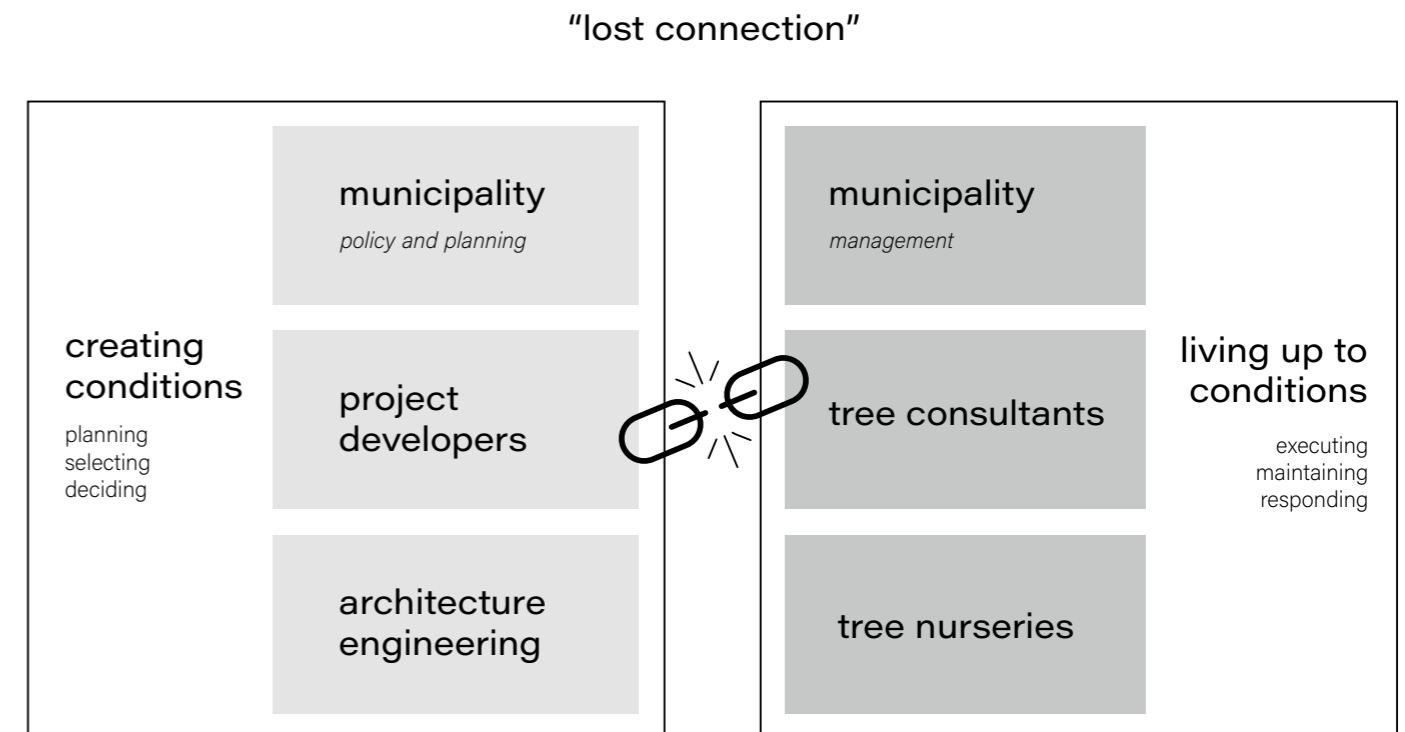 “lost connection”
creating
conditions
planning
selecting
deciding
municipality
policy and planning
project
developers
architecture
engineering
municipality
management
tree consultants
tree nurseries
living up to
conditions
executing
maintaining
responding